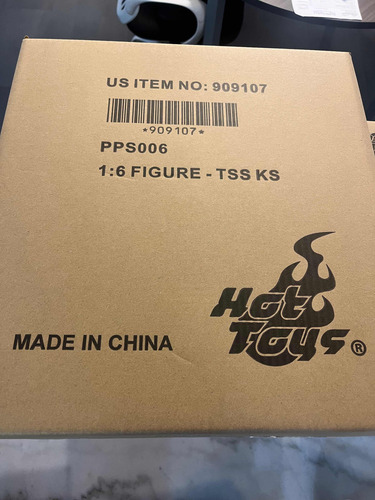 US ITEM NO: 909107
*909107*
PPS006
1:6 FIGURE - TSS KS
Hot
Toys®
MADE IN CHINA